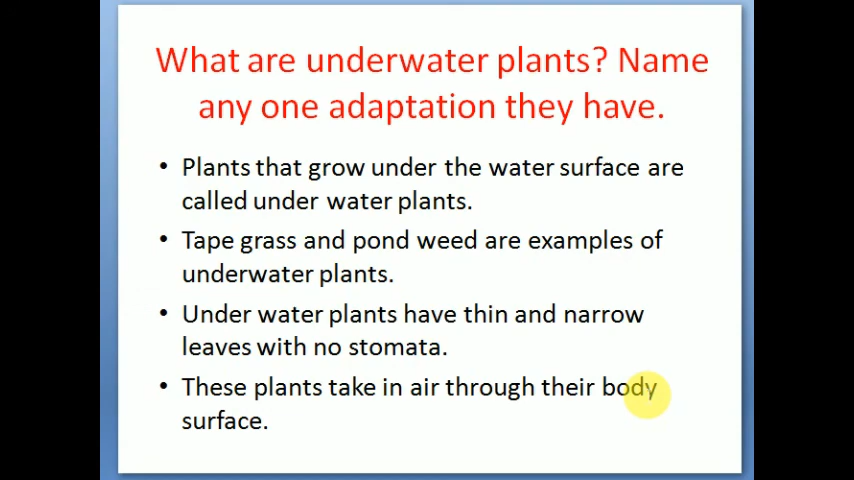 What are underwater plants? Name
any one adaptation they have.
• Plants that grow under the water surface are
called under water plants.
• Tape grass and pond weed are examples of
underwater plants.
• Under water plants have thin and narrow
leaves with no stomata.
• These plants take in air through their body
surface.